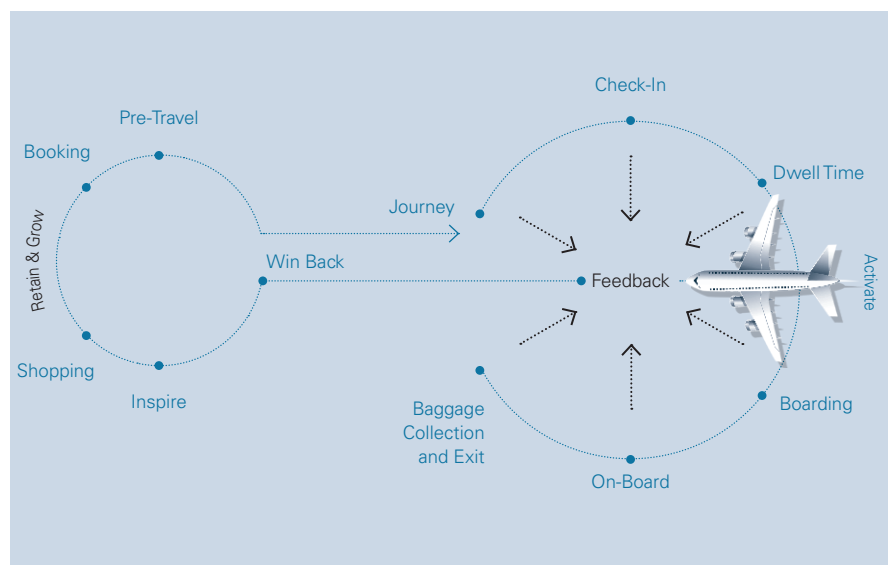 Check-In
Pre-Travel
Booking
Dwell Time
Journey
Retain & Grow
Win Back
Feedback
Activate
Shopping
Inspire
Baggage
Collection
and Exit
Boarding
On-Board